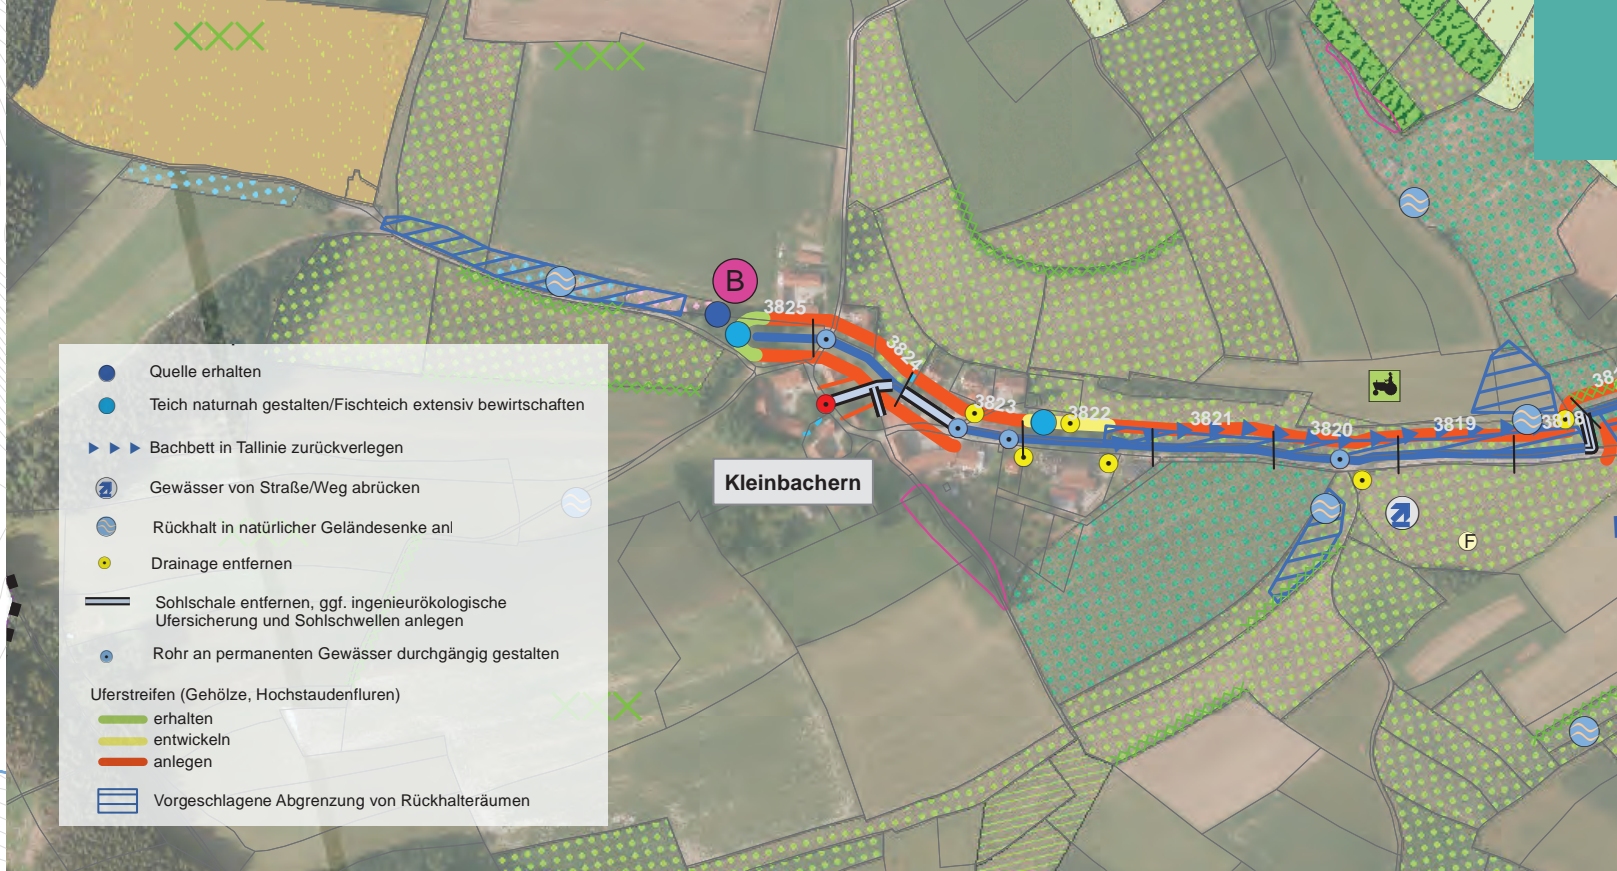 B
3825
3824
3823
3822
3821
3820
3819
F
Kleinbachern
Quelle erhalten
Teich naturnah gestalten/Fischteich extensiv bewirtschaften
Bachbett in Tallinie zurückverlegen
Gewässer von Straße/Weg abrücken
Rückhalt in natürlicher Geländesenke anl
Drainage entfernen
Sohlschale entfernen, ggf. ingenieurökologische
Ufersicherung und Sohlschwellen anlegen
Rohr an permanenten Gewässer durchgängig gestalten
Uferstreifen (Gehölze, Hochstaudenfluren)
erhalten
entwickeln
anlegen
Vorgeschlagene Abgrenzung von Rückhalteräumen